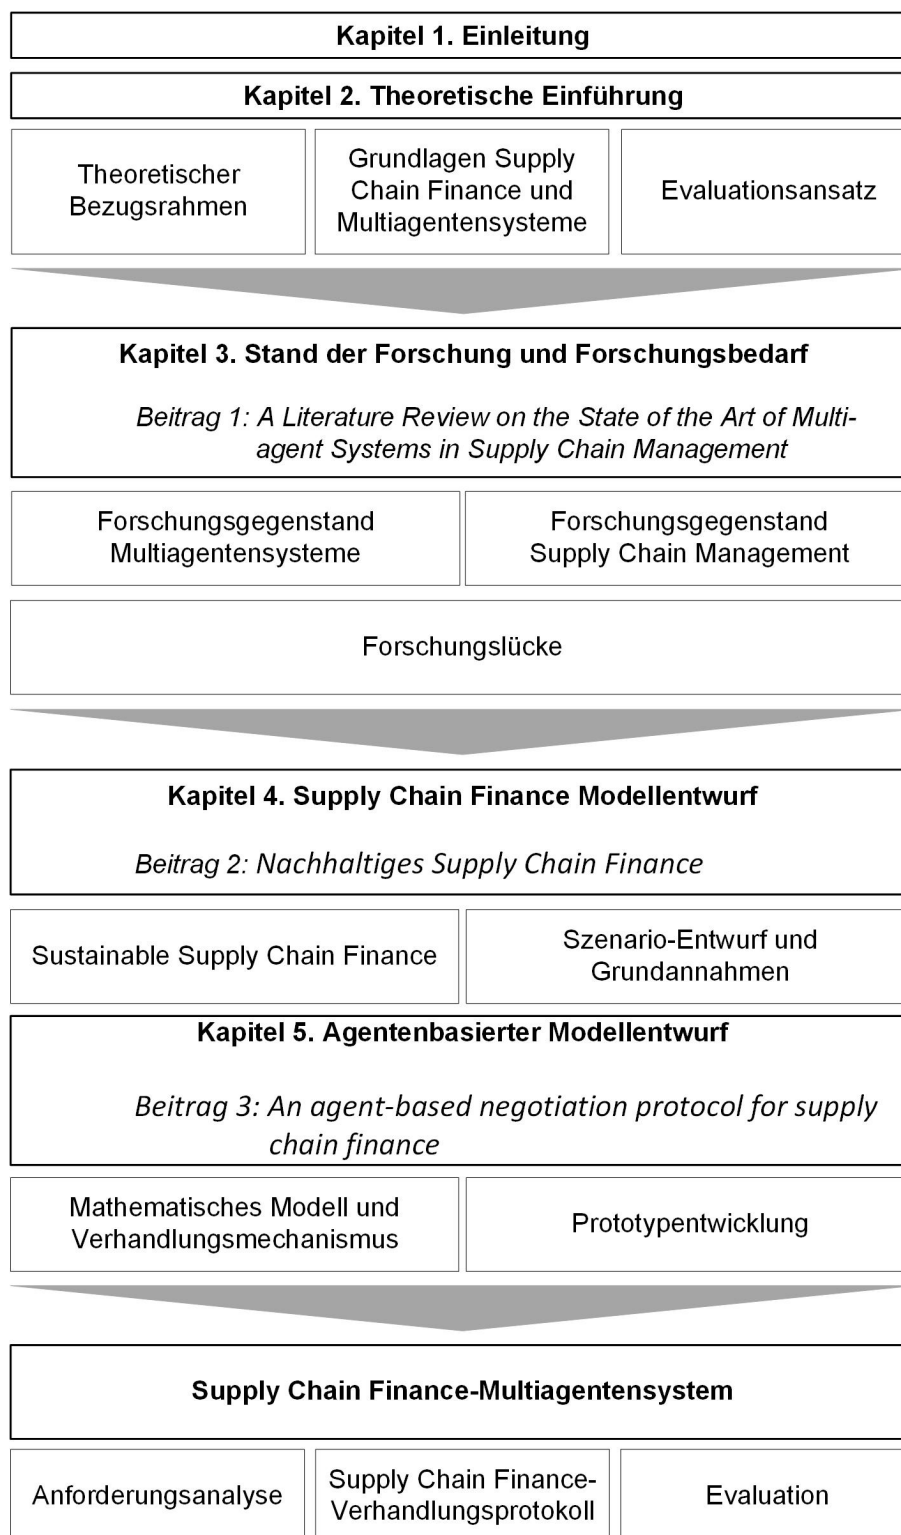 Kapitel 1. Einleitung
Kapitel 2. Theoretische Einführung
Theoretischer
Bezugsrahmen
Grundlagen Supply
Chain Finance und
Multiagentensysteme
Evaluationsansatz
Kapitel 3. Stand der Forschung und Forschungsbedarf
Beitrag 1: A Literature Review on the State of the Art of Multi-
agent Systems in Supply Chain Management
Forschungsgegenstand
Multiagentensysteme
Forschungsgegenstand
Supply Chain Management
Forschungslücke
Kapitel 4. Supply Chain Finance Modellentwurf
Beitrag 2: Nachhaltiges Supply Chain Finance
Sustainable Supply Chain Finance
Szenario-Entwurf und
Grundannahmen
Kapitel 5. Agentenbasierter Modellentwurf
Beitrag 3: An agent-based negotiation protocol for supply
chain finance
Mathematisches Modell und
Verhandlungsmechanismus
Prototypentwicklung
Supply Chain Finance-Multiagentensystem
Anforderungsanalyse
Supply Chain Finance-
Verhandlungsprotokoll
Evaluation